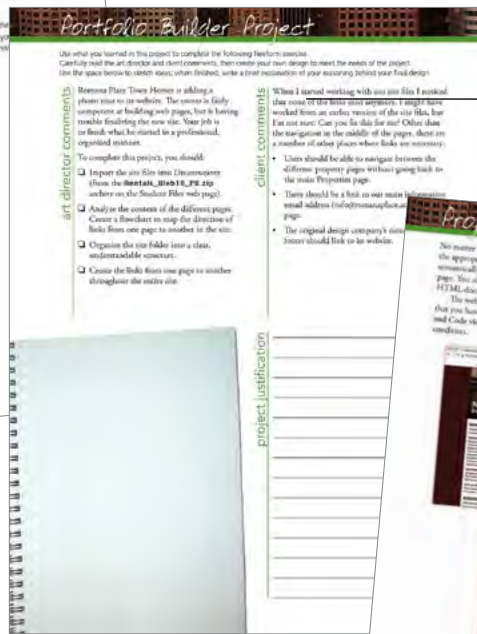 Portfolio Builder Project
Use what you learned in this project to complete the following freeform exercise.
Carefully read the art director and client comments, then create your own design to meet the needs of the project.
Use the space below to sketch ideas; when finished, write a brief explanation of your reasoning behind your final design.
art director comments
Romana Place Town Homes is adding a
photo tour to its website. The owner is fairly
competent at building web pages, but is having
trouble finalizing the new site. Your job is
to finish what he started in a professional,
organized manner.
To complete this project, you should:
❑ Import the site files into Dreamweaver
(from the Rentals_Web15_PB.zip
archive on the Student Files web page).
❑ Analyze the content of the different pages.
Create a flowchart to map the direction of
links from one page to another in the site.
❑ Organize the site folder into a clear,
understandable structure.
❑ Create the links from one page to another
throughout the entire site.
client comments
When I started working with our site files I noticed
that none of the links exist anymore. I might have
worked from an earlier version of the site files, but
I'm not sure. Can you fix this for me? Other than
the navigation in the middle of the pages, there are
a number of other places where links are necessary:
• Users should be able to navigate between the
different property pages without going back to
the main Properties page.
• There should be a link to our main information
email address
page.
• The original design company's name
footer should link to its website.
project justification
Pro
No matter
the approp
semantical
page. You
HTML doc
The web
that you hav
and Code vi
condition.